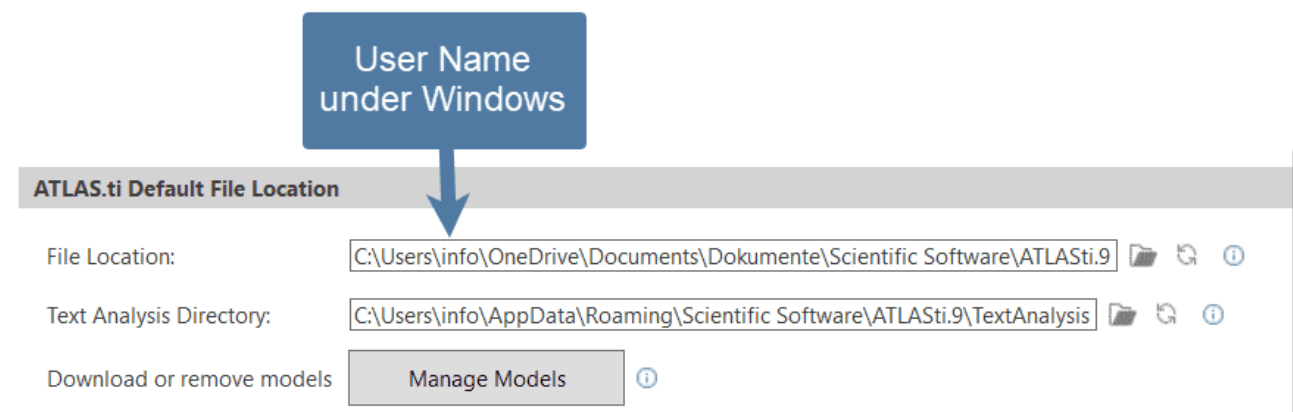 User Name
under Windows
ATLAS.ti Default File Location
File Location: C:\Users\info\OneDrive\Documents\Dokumente\Scientific Software\ATLASti.9
Text Analysis Directory: C:\Users\info\AppData\Roaming\Scientific Software\ATLASti.9\TextAnalysis
Download or remove models Manage Models